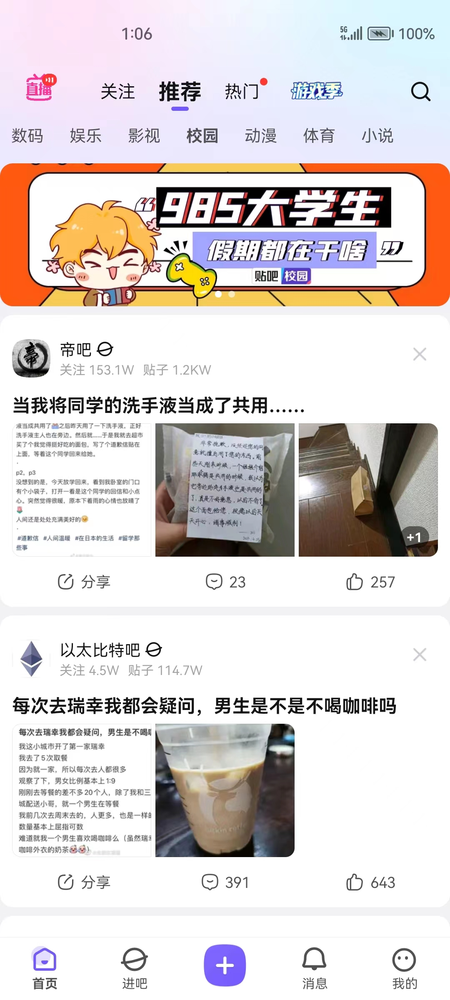 1:06
5G
100%
直播
关注
推荐
热门
游戏季
数码
娱乐
影视
校园
动漫
体育
小说
“985大学生
假期都在干啥”
贴吧 校园
帝吧
关注 153.1W 贴子 1.2KW
当我将同学的洗手液当成了共用……
液当成共用了之后昨天用了一下洗手液，正好
洗手液主人也在旁边。然后就……于是我就去超市
买了个我觉得挺好吃的面包，写了个道歉信贴在
上面，等着这个同学回来给她。
.
p2，p3
没想到的是，今天放学回来，看到我卧室的门口
有个小袋子，打开一看是这个同学的回信和小点
心。突然觉得很暖，原本下着雨的心情也放晴了
🌷
人间还是处处充满美好的
.
#道歉信 #人间温暖 #在日本的生活 #留学那
些事
非常抱歉，没经过您的同
意就擅自用了您的东西。前
些天刚来时候，一个姐姐介绍
那个桶是共用的时候，我以为
它旁边的洗手液也是共用的
了，真是不好意思，以后不会了
这个面包给您，祝您以后天
天开心，诸事顺利！
+1
分享
23
257
以太比特吧
关注 4.5W 贴子 114.7W
每次去瑞幸我都会疑问，男生是不是不喝咖啡吗
每次去瑞幸我都会疑问，男生是不喝
我这小城市开了第一家瑞幸
我去了5次取餐
因为就一家，所以每次去人都很多
观察了下，男女比例基本上1:9
刚刚去等餐的差不多20个人，除了我和三
城配送小哥，就一个男生在等餐
我前几次去周末去的，人更多，也是一样的
数量基本上屈指可数
难道就我一个男生喜欢喝咖啡么（虽然瑞幸
咖啡外衣的奶茶）
luckin coffee
分享
391
643
首页
进吧
消息
我的